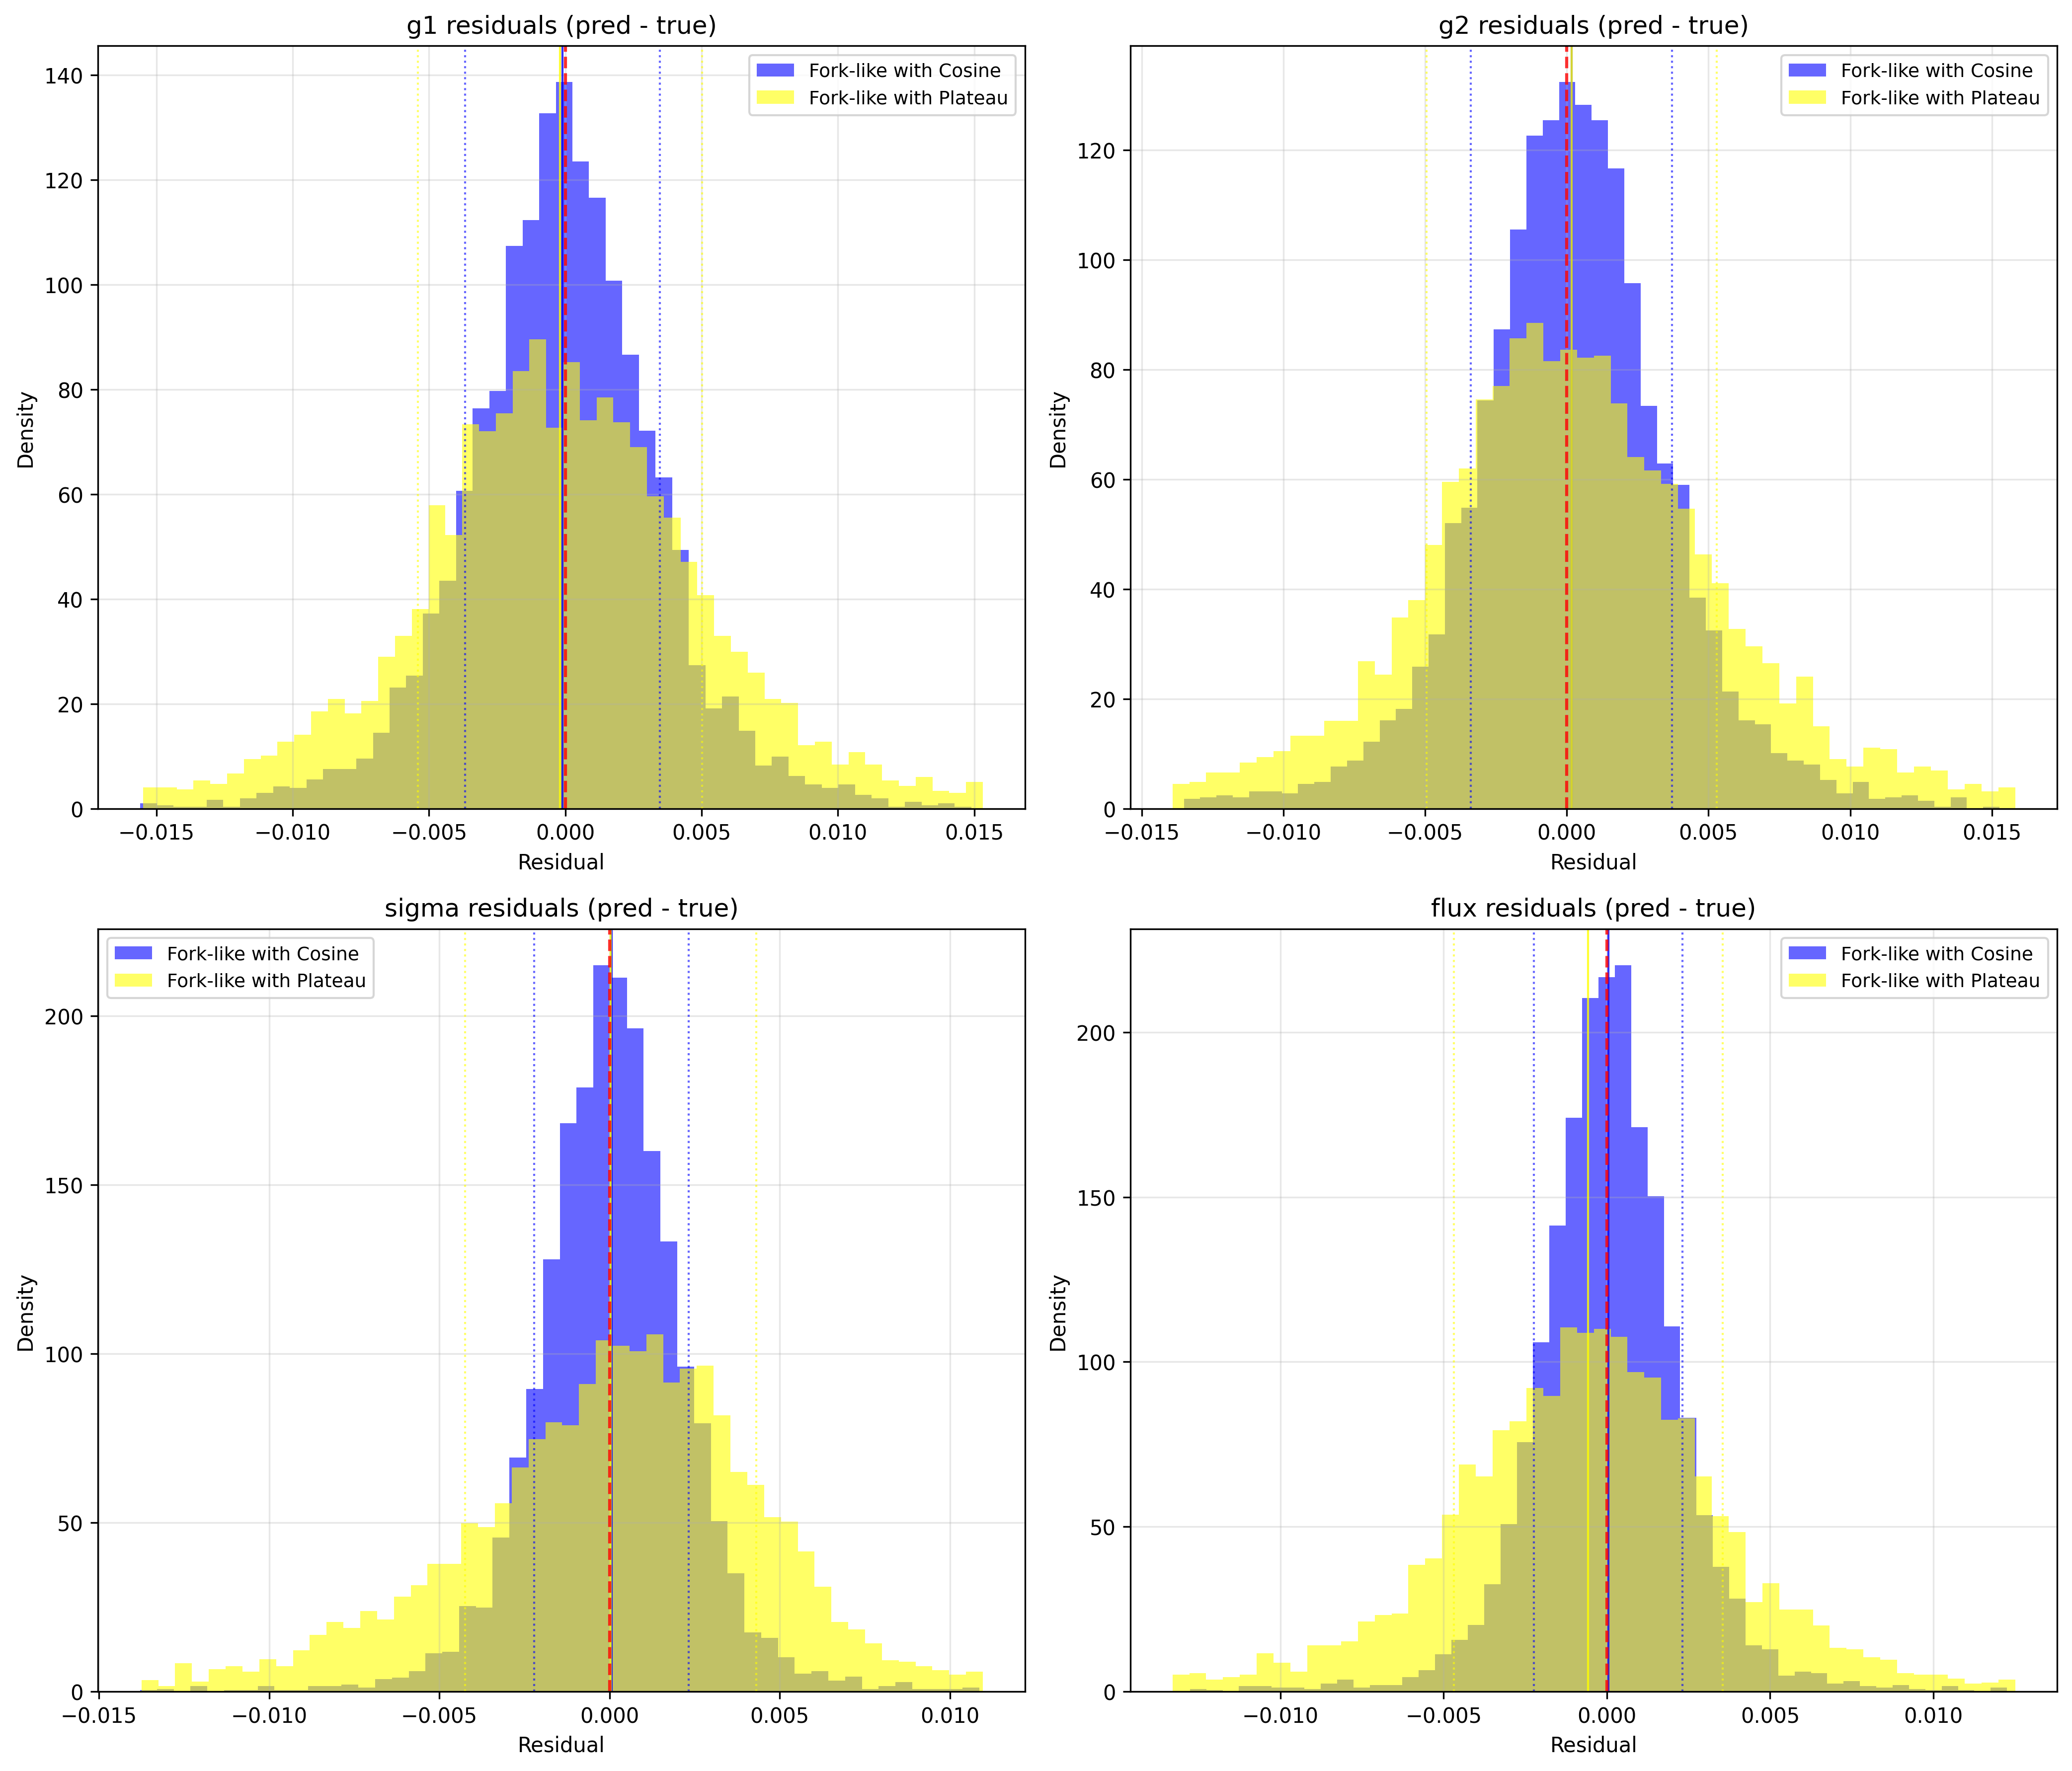 g1 residuals (pred - true)
Fork-like with Cosine
Fork-like with Plateau
Density
140
120
100
80
60
40
20
0
−0.015 −0.010 −0.005 0.000 0.005 0.010 0.015
Residual
g2 residuals (pred - true)
Fork-like with Cosine
Fork-like with Plateau
Density
120
100
80
60
40
20
0
−0.015 −0.010 −0.005 0.000 0.005 0.010 0.015
Residual
sigma residuals (pred - true)
Fork-like with Cosine
Fork-like with Plateau
Density
200
150
100
50
0
−0.015 −0.010 −0.005 0.000 0.005 0.010
Residual
flux residuals (pred - true)
Fork-like with Cosine
Fork-like with Plateau
Density
200
150
100
50
0
−0.010 −0.005 0.000 0.005 0.010
Residual